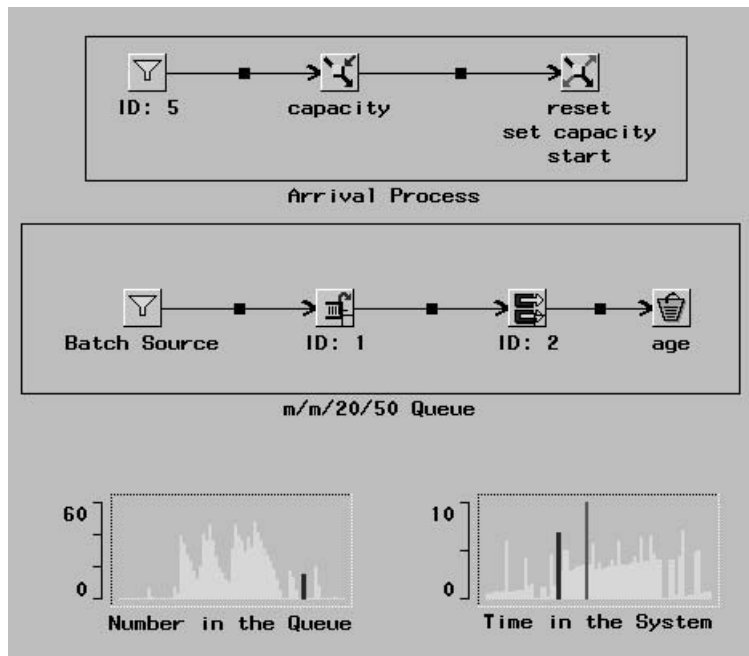 ID: 5
capacity
reset
set capacity
start
Arrival Process
Batch Source
ID: 1
ID: 2
age
m/m/20/50 Queue
60
0
Number in the Queue
10
0
Time in the System